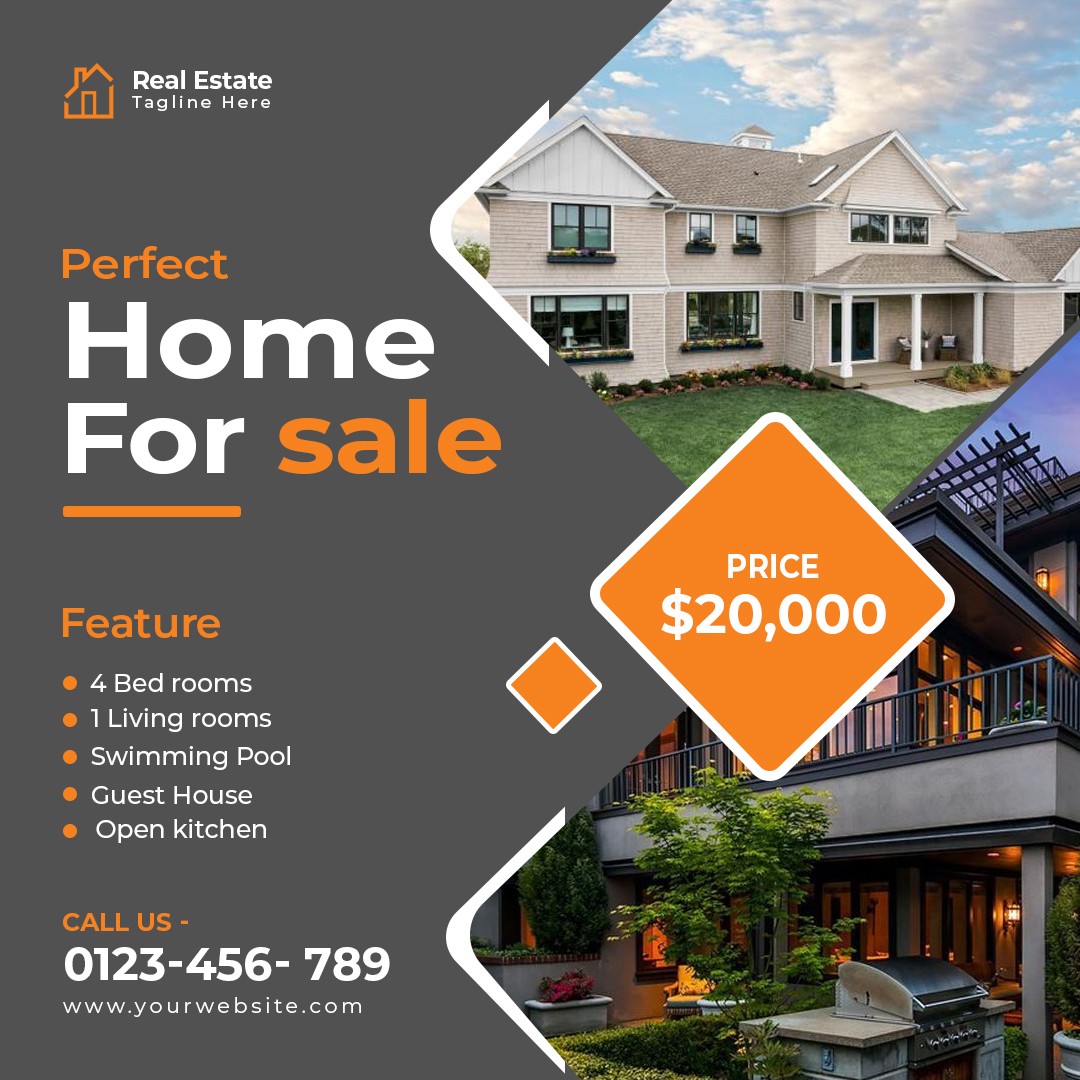 Real Estate
Tagline Here
Perfect
Home
For sale
PRICE
$20,000
Feature
4 Bed rooms
1 Living rooms
Swimming Pool
Guest House
Open kitchen
CALL US -
0123-456- 789
www.yourwebsite.com